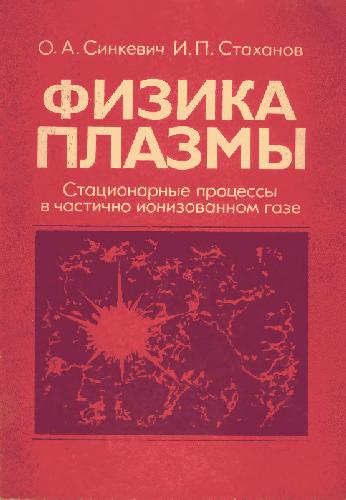 О. А. Синкевич И. П. Стаханов
ФИЗИКА
ПЛАЗМЫ
Стационарные процессы
в частично ионизованном газе